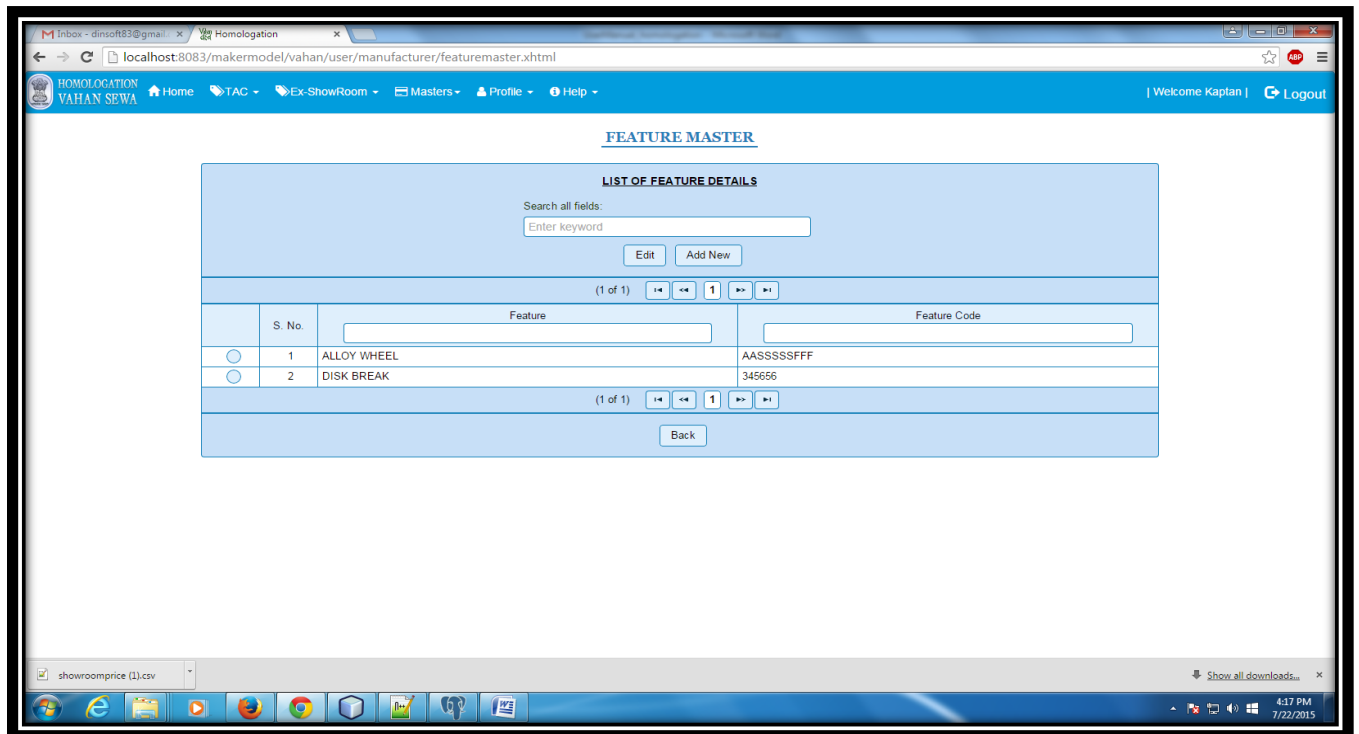 Inbox - dinsoft83@gmail.
Homologation
localhost:8083/makermodel/vahan/user/manufacturer/featuremaster.xhtml
ABP
HOMOLOGATION
VAHAN SEWA
Home TAC Ex-ShowRoom Masters Profile Help | Welcome Kaptan | Logout
FEATURE MASTER
LIST OF FEATURE DETAILS
Search all fields:
Enter keyword
Edit Add New
(1 of 1) 1
S. No. Feature Feature Code
1 ALLOY WHEEL AASSSSSFFF
2 DISK BREAK 345656
(1 of 1) 1
Back
showroomprice (1).csv Show all downloads...
4:17 PM
7/22/2015